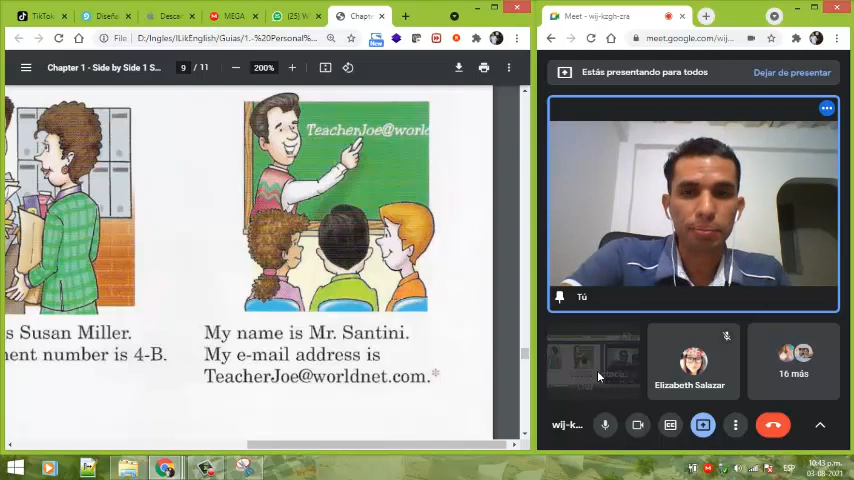 TikTok
Diseña
Descar
MEGA
(25) W
Chapte
Meet - wij-kzgh-zra
D:/Ingles/ILikEnglish/Guias/1.-%20Personal...
New
meet.google.com/wij...
Chapter 1 - Side by Side 1 S...
9 / 11
200%
Estás presentando para todos
Dejar de presentar
TeacherJoe@world
Tú
s Susan Miller.
ent number is 4-B.
My name is Mr. Santini.
My e-mail address is
TeacherJoe@worldnet.com.*
Elizabeth Salazar
16 más
wij-k...
ESP
10:43 p.m.
03-08-2021